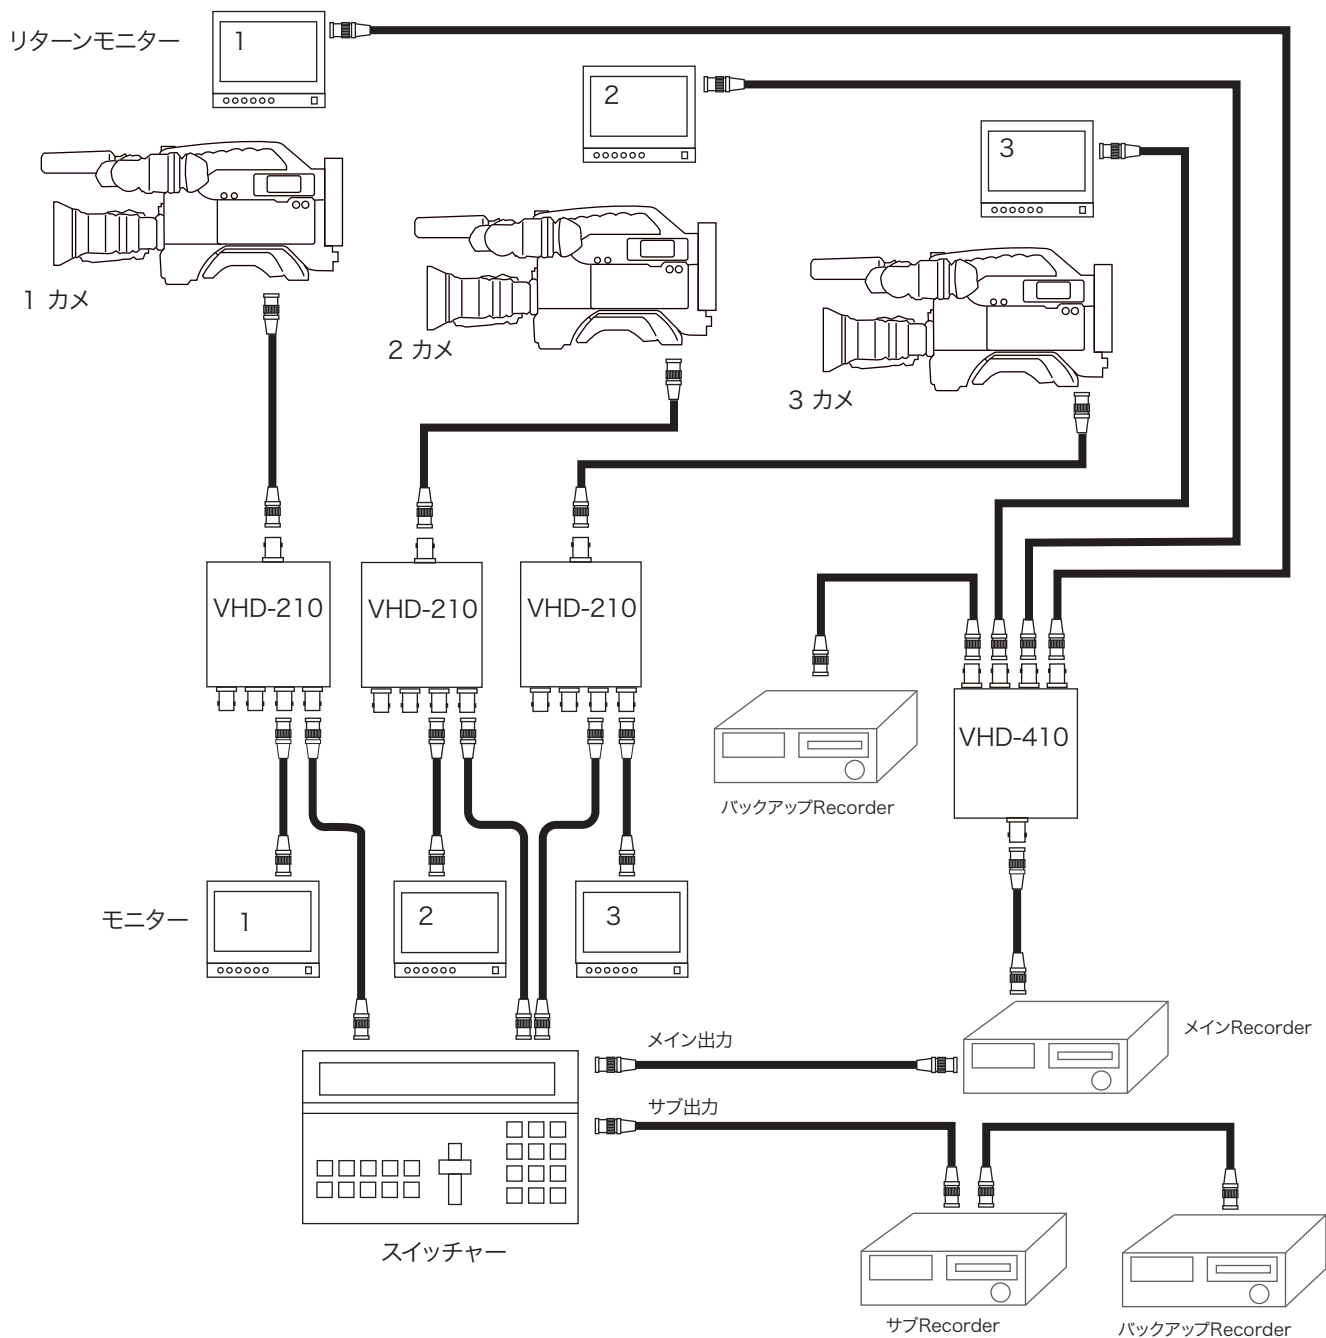 リターンモニター
1
2
3
1 カメ
2 カメ
3 カメ
VHD-210
VHD-210
VHD-210
VHD-410
バックアップRecorder
モニター
1
2
3
メイン出力
メインRecorder
サブ出力
スイッチャー
サブRecorder
バックアップRecorder